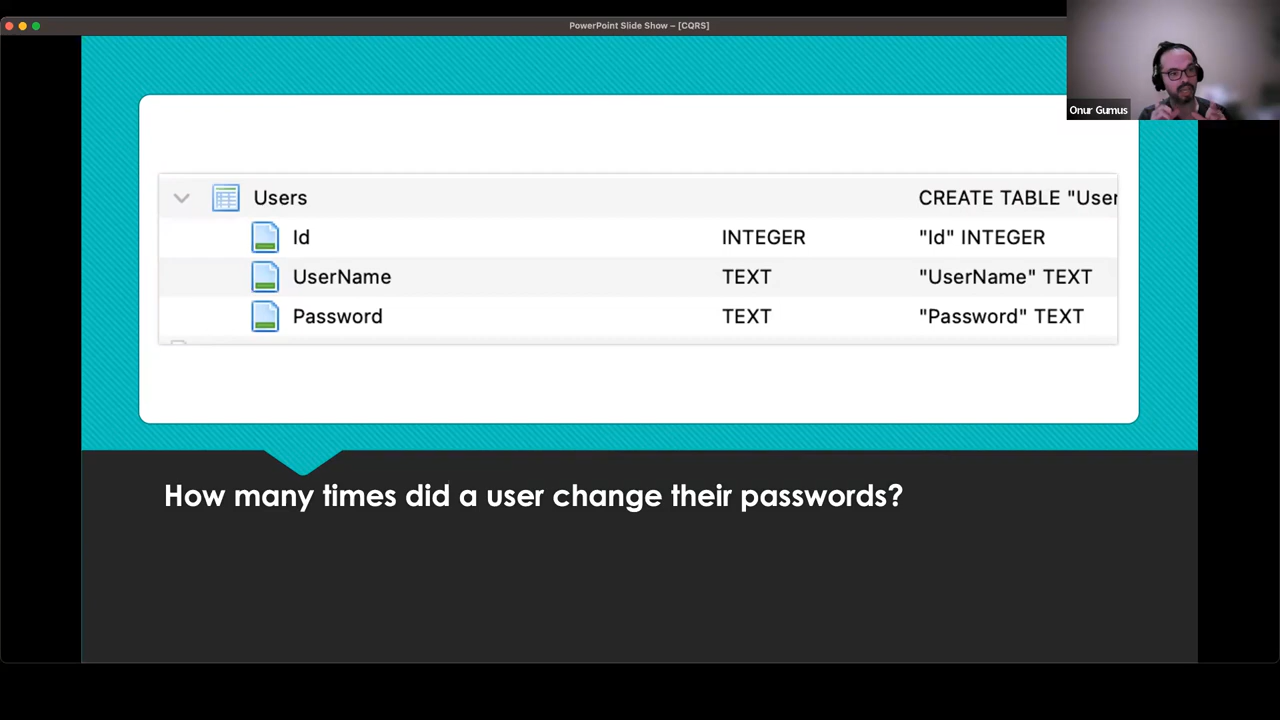 PowerPoint Slide Show – [CQRS]
Onur Gumus
Users CREATE TABLE "User
Id INTEGER "Id" INTEGER
UserName TEXT "UserName" TEXT
Password TEXT "Password" TEXT
How many times did a user change their passwords?